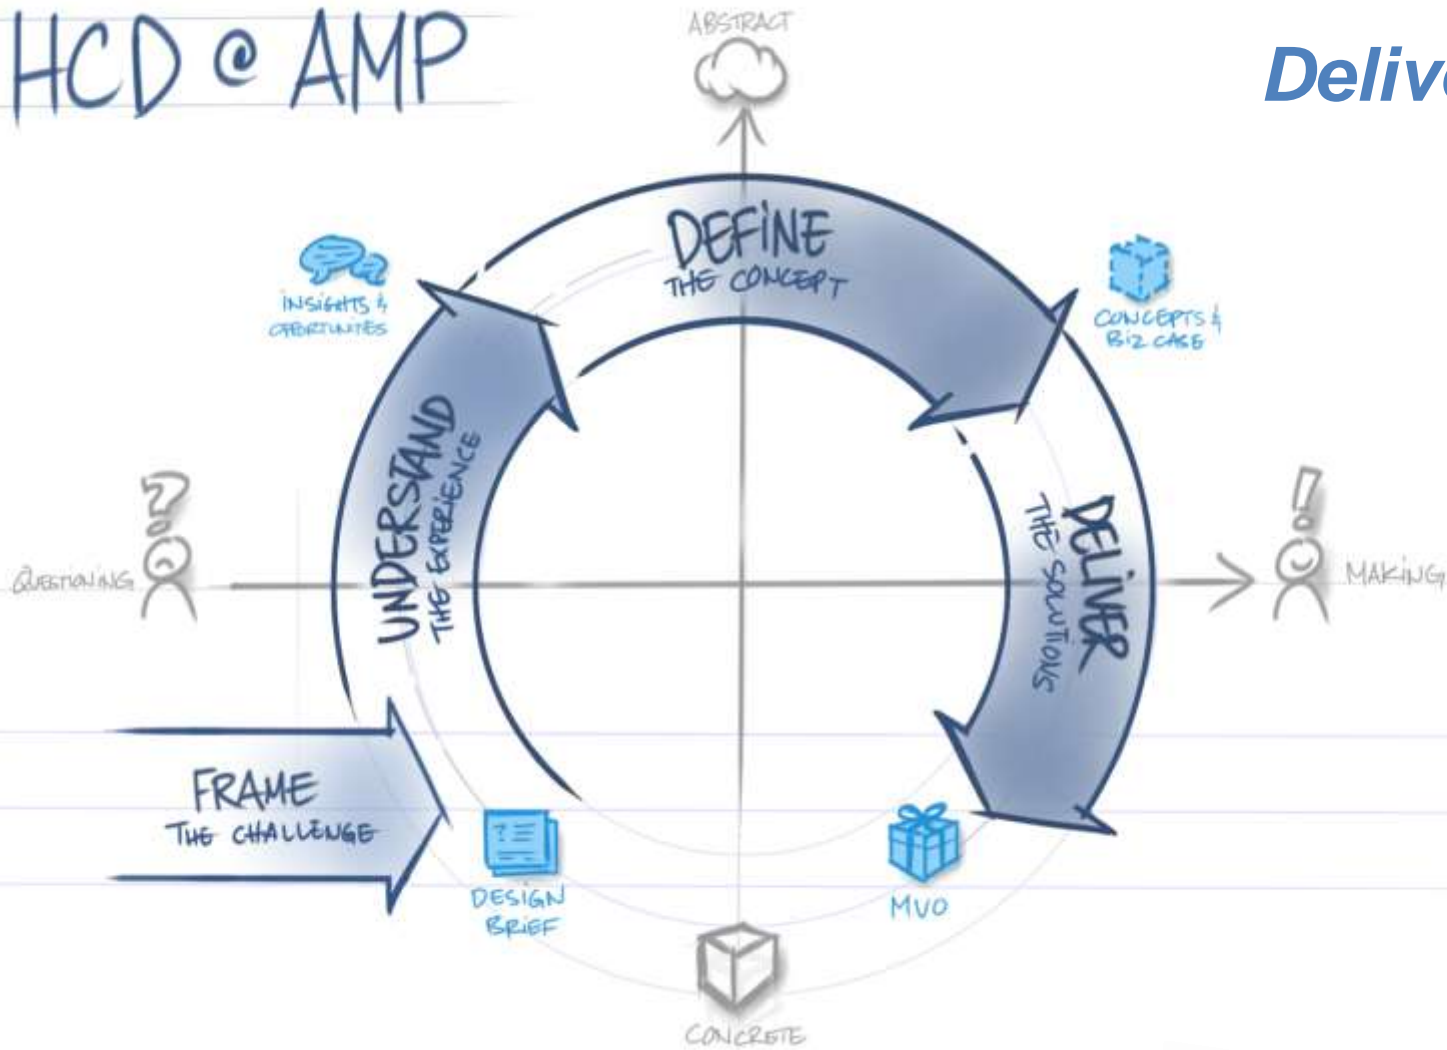 HCD @ AMP
ABSTRACT
DEFINE
THE CONCEPT
INSIGHTS &
OPPORTUNITIES
CONCEPTS &
BIZ CASE
UNDERSTAND
THE EXPERIENCE
DELIVER
THE SOLUTIONS
?
!
QUESTIONING
MAKING
FRAME
THE CHALLENGE
?
DESIGN
BRIEF
MVO
CONCRETE